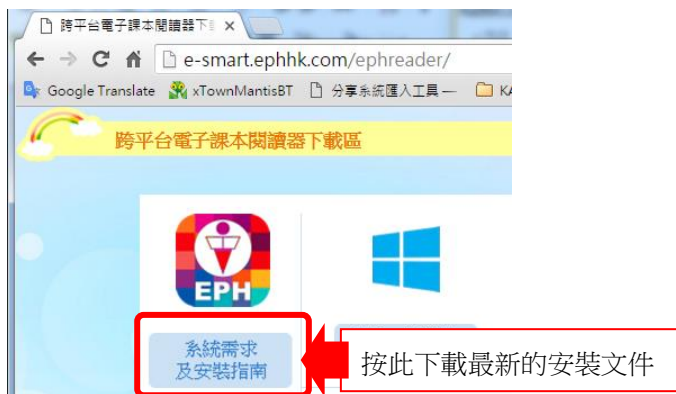 跨平台電子課本閱讀器下
e-smart.ephhk.com/ephreader/
Google Translate xTownMantisBT 分享系統匯入工具 — KA
跨平台電子課本閱讀器下載區
EPH
系統需求
及安裝指南
按此下載最新的安裝文件